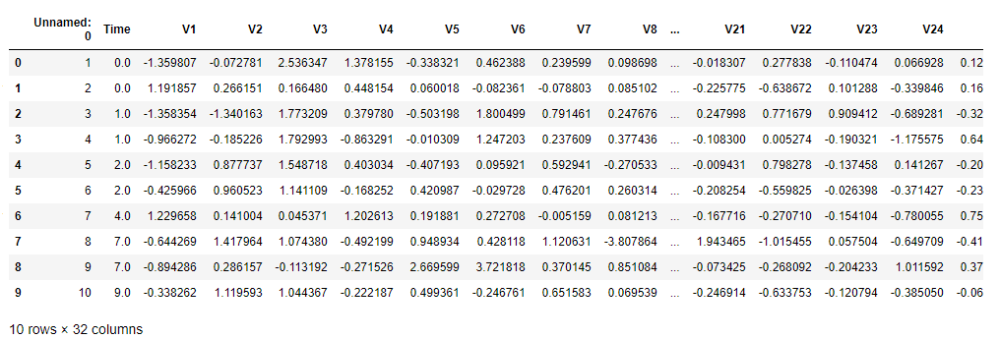 Unnamed: 0 Time V1 V2 V3 V4 V5 V6 V7 V8 ... V21 V22 V23 V24
0 1 0.0 -1.359807 -0.072781 2.536347 1.378155 -0.338321 0.462388 0.239599 0.098698 ... -0.018307 0.277838 -0.110474 0.066928 0.12
1 2 0.0 1.191857 0.266151 0.166480 0.448154 0.060018 -0.082361 -0.078803 0.085102 ... -0.225775 -0.638672 0.101288 -0.339846 0.16
2 3 1.0 -1.358354 -1.340163 1.773209 0.379780 -0.503198 1.800499 0.791461 0.247676 ... 0.247998 0.771679 0.909412 -0.689281 -0.32
3 4 1.0 -0.966272 -0.185226 1.792993 -0.863291 -0.010309 1.247203 0.237609 0.377436 ... -0.108300 0.005274 -0.190321 -1.175575 0.64
4 5 2.0 -1.158233 0.877737 1.548718 0.403034 -0.407193 0.095921 0.592941 -0.270533 ... -0.009431 0.798278 -0.137458 0.141267 -0.20
5 6 2.0 -0.425966 0.960523 1.141109 -0.168252 0.420987 -0.029728 0.476201 0.260314 ... -0.208254 -0.559825 -0.026398 -0.371427 -0.23
6 7 4.0 1.229658 0.141004 0.045371 1.202613 0.191881 0.272708 -0.005159 0.081213 ... -0.167716 -0.270710 -0.154104 -0.780055 0.75
7 8 7.0 -0.644269 1.417964 1.074380 -0.492199 0.948934 0.428118 1.120631 -3.807864 ... 1.943465 -1.015455 0.057504 -0.649709 -0.41
8 9 7.0 -0.894286 0.286157 -0.113192 -0.271526 2.669599 3.721818 0.370145 0.851084 ... -0.073425 -0.268092 -0.204233 1.011592 0.37
9 10 9.0 -0.338262 1.119593 1.044367 -0.222187 0.499361 -0.246761 0.651583 0.069539 ... -0.246914 -0.633753 -0.120794 -0.385050 -0.06
10 rows × 32 columns